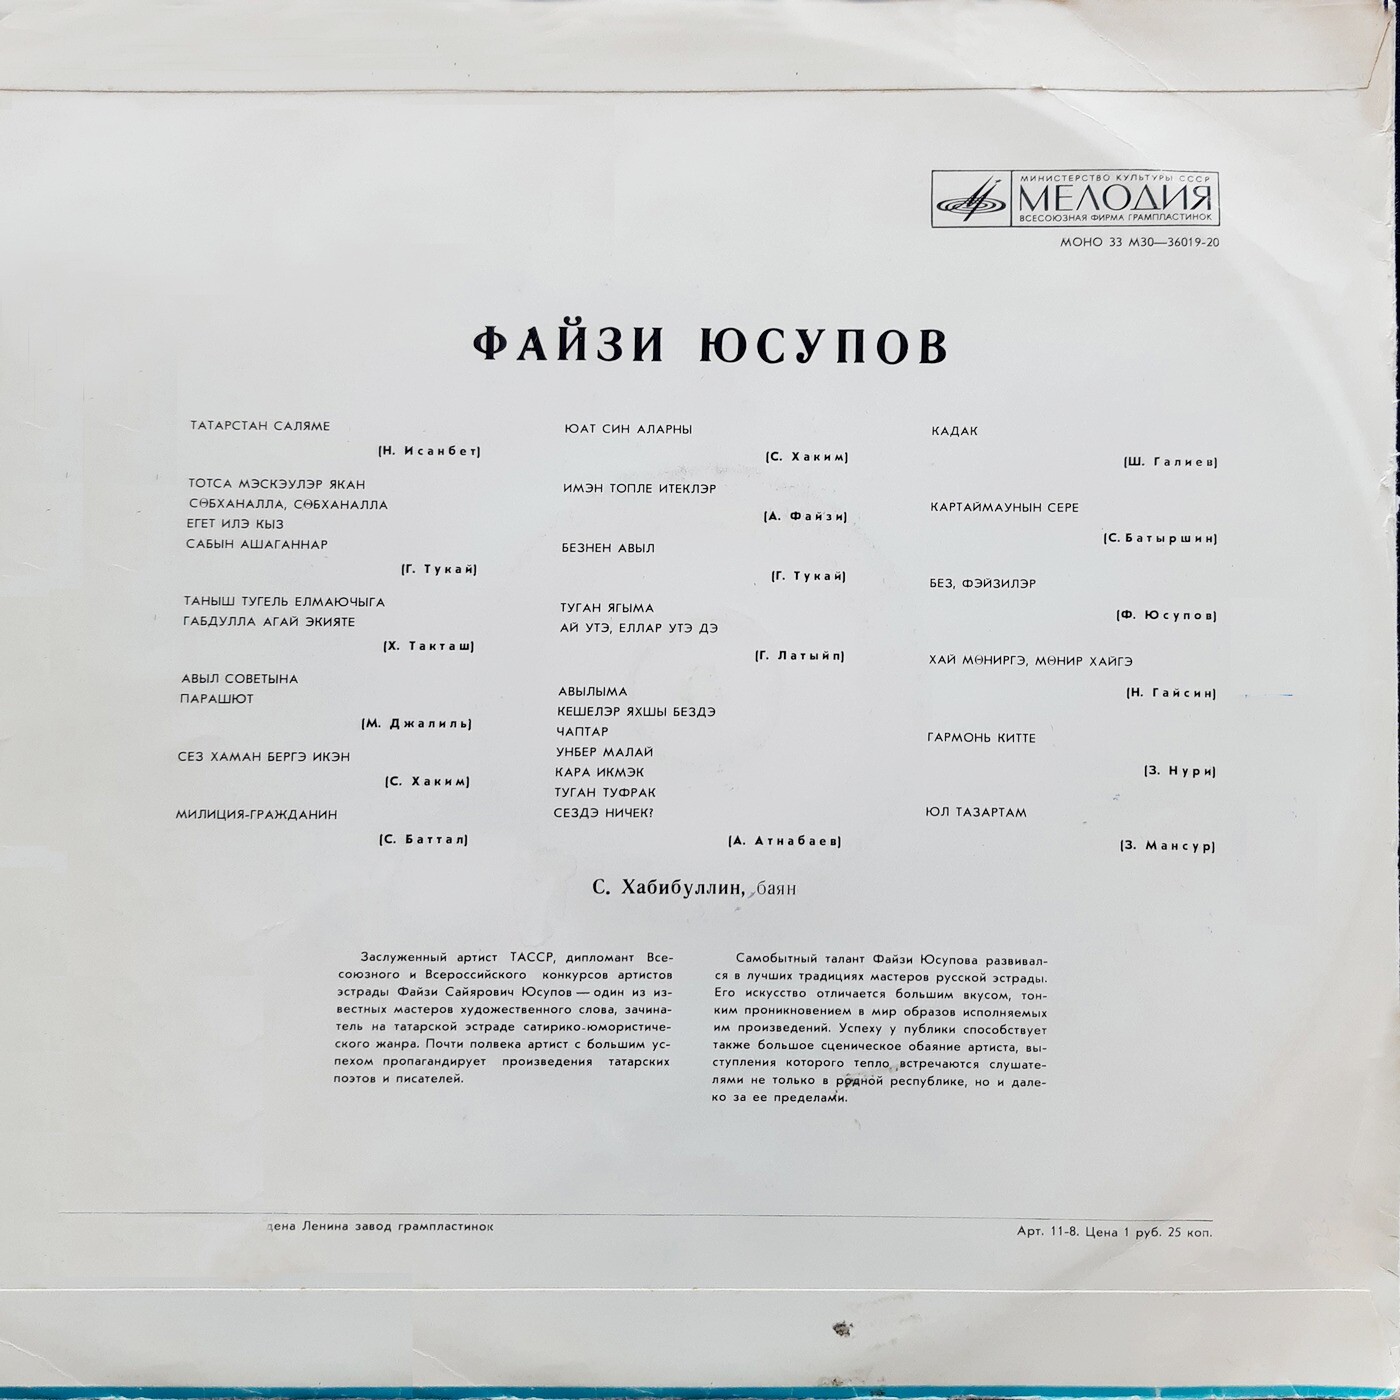 МИНИСТЕРСТВО КУЛЬТУРЫ СССР
МЕЛОДИЯ
ВСЕСОЮЗНАЯ ФИРМА ГРАМПЛАСТИНОК
МОНО 33 М30—36019-20
ФАЙЗИ ЮСУПОВ
ТАТАРСТАН САЛЯМЕ
(Н. Исанбет)
ТОТСА МЭСКЭУЛЭР ЯКАН
СӨБХАНАЛЛА, СӨБХАНАЛЛА
ЕГЕТ ИЛЭ КЫЗ
САБЫН АШАГАННАР
(Г. Тукай)
ТАНЫШ ТУГЕЛЬ ЕЛМАЮЧЫГА
ГАБДУЛЛА АГАЙ ЭКИЯТЕ
(Х. Такташ)
АВЫЛ СОВЕТЫНА
ПАРАШЮТ
(М. Джалиль)
СЕЗ ХАМАН БЕРГЭ ИКЭН
(С. Хаким)
МИЛИЦИЯ-ГРАЖДАНИН
(С. Баттал)
ЮАТ СИН АЛАРНЫ
(С. Хаким)
ИМЭН ТОПЛЕ ИТЕКЛЭР
(А. Файзи)
БЕЗНЕН АВЫЛ
(Г. Тукай)
ТУГАН ЯГЫМА
АЙ УТЭ, ЕЛЛАР УТЭ ДЭ
(Г. Латыйп)
АВЫЛЫМА
КЕШЕЛЭР ЯХШЫ БЕЗДЭ
ЧАПТАР
УНБЕР МАЛАЙ
КАРА ИКМЭК
ТУГАН ТУФРАК
СЕЗДЭ НИЧЕК?
(А. Атнабаев)
КАДАК
(Ш. Галиев)
КАРТАЙМАУНЫН СЕРЕ
(С. Батыршин)
БЕЗ, ФЭЙЗИЛЭР
(Ф. Юсупов)
ХАЙ МӨНИРГЭ, МӨНИР ХАЙГЭ
(Н. Гайсин)
ГАРМОНЬ КИТТЕ
(З. Нури)
ЮЛ ТАЗАРТАМ
(З. Мансур)
С. Хабибуллин, баян
Заслуженный артист ТАССР, дипломант Все-
союзного и Всероссийского конкурсов артистов
эстрады Файзи Сайярович Юсупов — один из из-
вестных мастеров художественного слова, зачина-
тель на татарской эстраде сатирико-юмористиче-
ского жанра. Почти полвека артист с большим ус-
пехом пропагандирует произведения татарских
поэтов и писателей.
Самобытный талант Файзи Юсупова развивал-
ся в лучших традициях мастеров русской эстрады.
Его искусство отличается большим вкусом, тон-
ким проникновением в мир образов исполняемых
им произведений. Успеху у публики способствует
также большое сценическое обаяние артиста, вы-
ступления которого тепло встречаются слушате-
лями не только в родной республике, но и дале-
ко за ее пределами.
дена Ленина завод грампластинок
Арт. 11-8. Цена 1 руб. 25 коп.